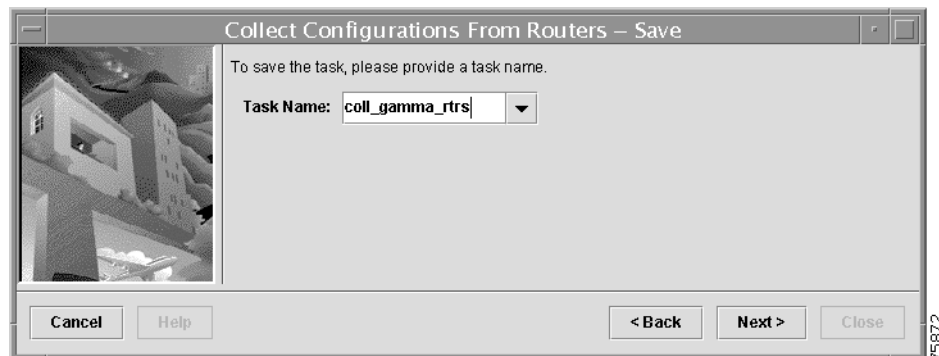 Collect Configurations From Routers – Save
To save the task, please provide a task name.
Task Name: coll_gamma_rtrs
Cancel Help < Back Next > Close
75872